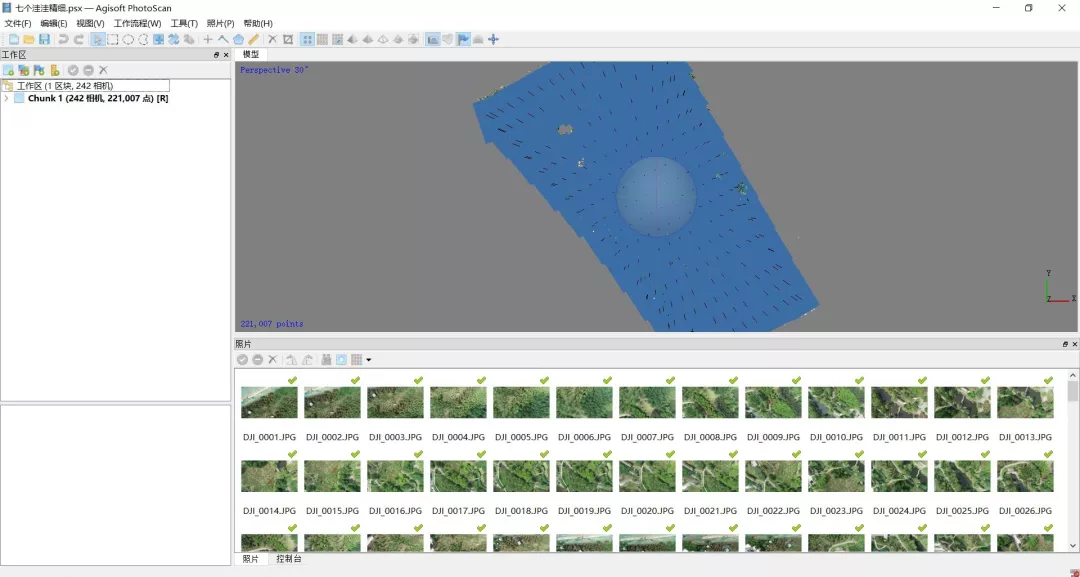 七个洼洼精细.psx — Agisoft PhotoScan
文件(F) 编辑(E) 视图(V) 工作流程(W) 工具(T) 照片(P) 帮助(H)
工作区
模型
工作区 (1 区块, 242 相机)
Chunk 1 (242 相机, 221,007 点) [R]
Perspective 30°
Y
Z X
221,007 points
照片
DJI_0001.JPG DJI_0002.JPG DJI_0003.JPG DJI_0004.JPG DJI_0005.JPG DJI_0006.JPG DJI_0007.JPG DJI_0008.JPG DJI_0009.JPG DJI_0010.JPG DJI_0011.JPG DJI_0012.JPG DJI_0013.JPG
DJI_0014.JPG DJI_0015.JPG DJI_0016.JPG DJI_0017.JPG DJI_0018.JPG DJI_0019.JPG DJI_0020.JPG DJI_0021.JPG DJI_0022.JPG DJI_0023.JPG DJI_0024.JPG DJI_0025.JPG DJI_0026.JPG
照片 控制台